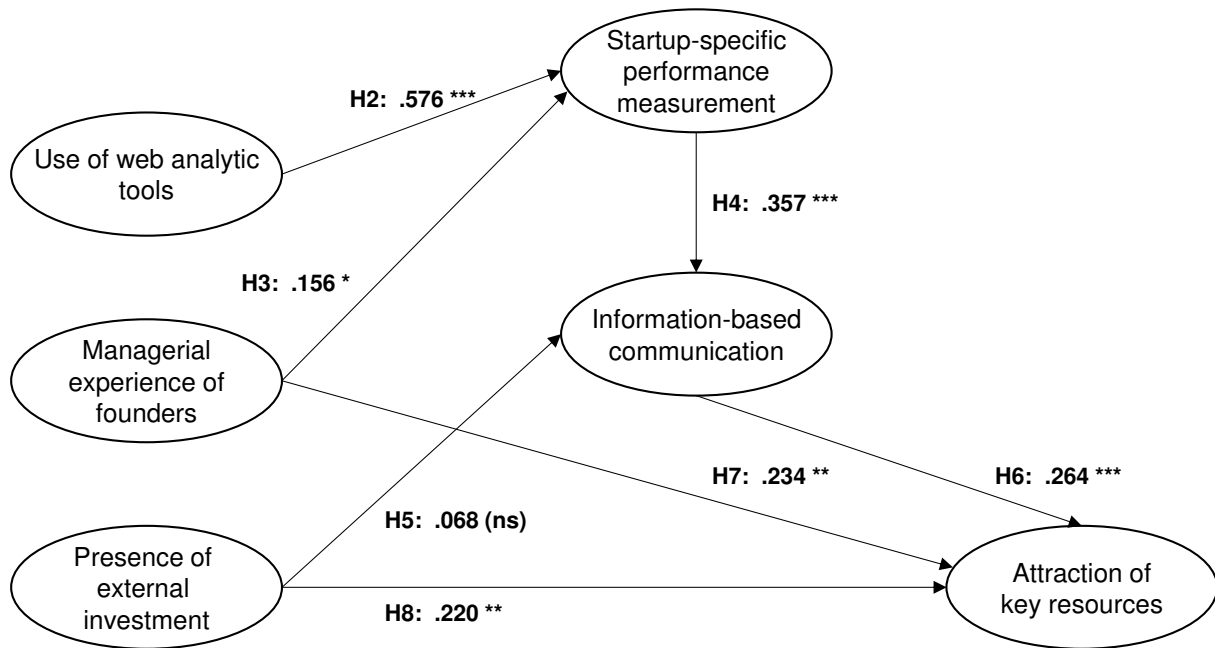 Startup-specific
performance
measurement
H2:  .576 ***
Use of web analytic
tools
H4:  .357 ***
H3:  .156 *
Information-based
communication
Managerial
experience of
founders
H7:  .234 **
H6:  .264 ***
H5:  .068 (ns)
Presence of
external
investment
Attraction of
key resources
H8:  .220 **